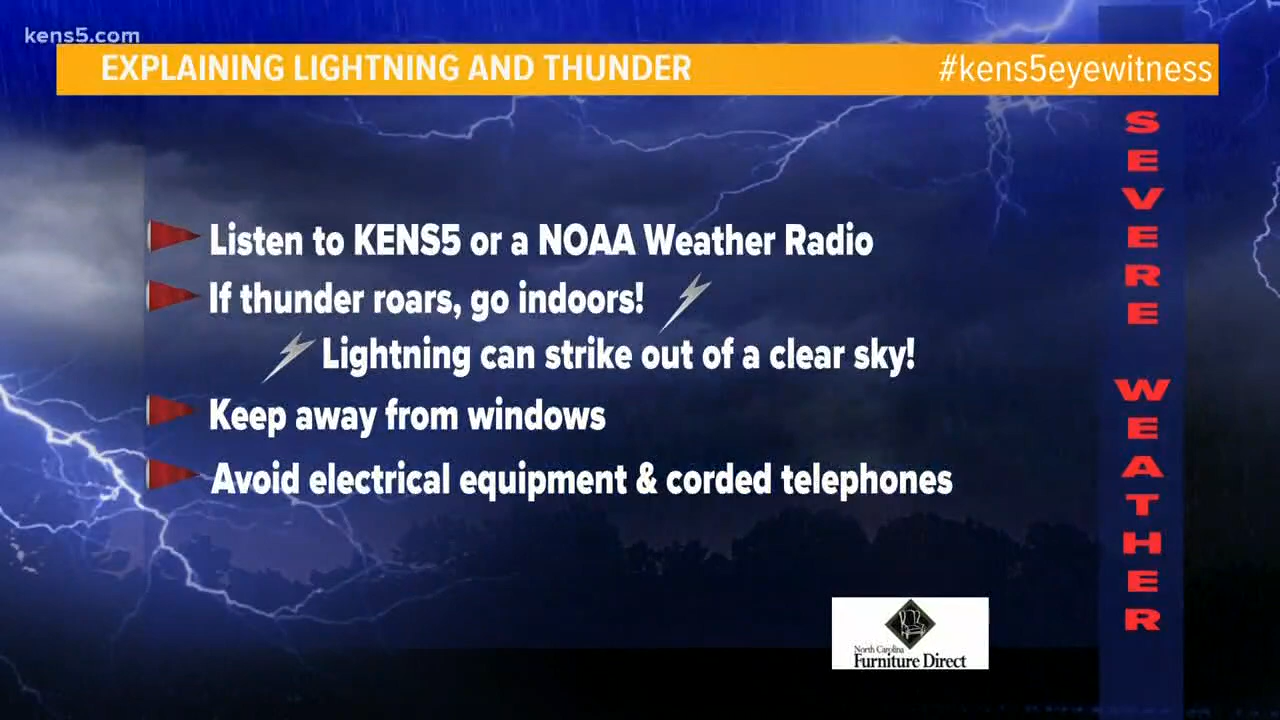 kens5.com
EXPLAINING LIGHTNING AND THUNDER
#kens5eyewitness
Listen to KENS5 or a NOAA Weather Radio
If thunder roars, go indoors!
Lightning can strike out of a clear sky!
Keep away from windows
Avoid electrical equipment & corded telephones
SEVERE WEATHER
North Carolina
Furniture Direct